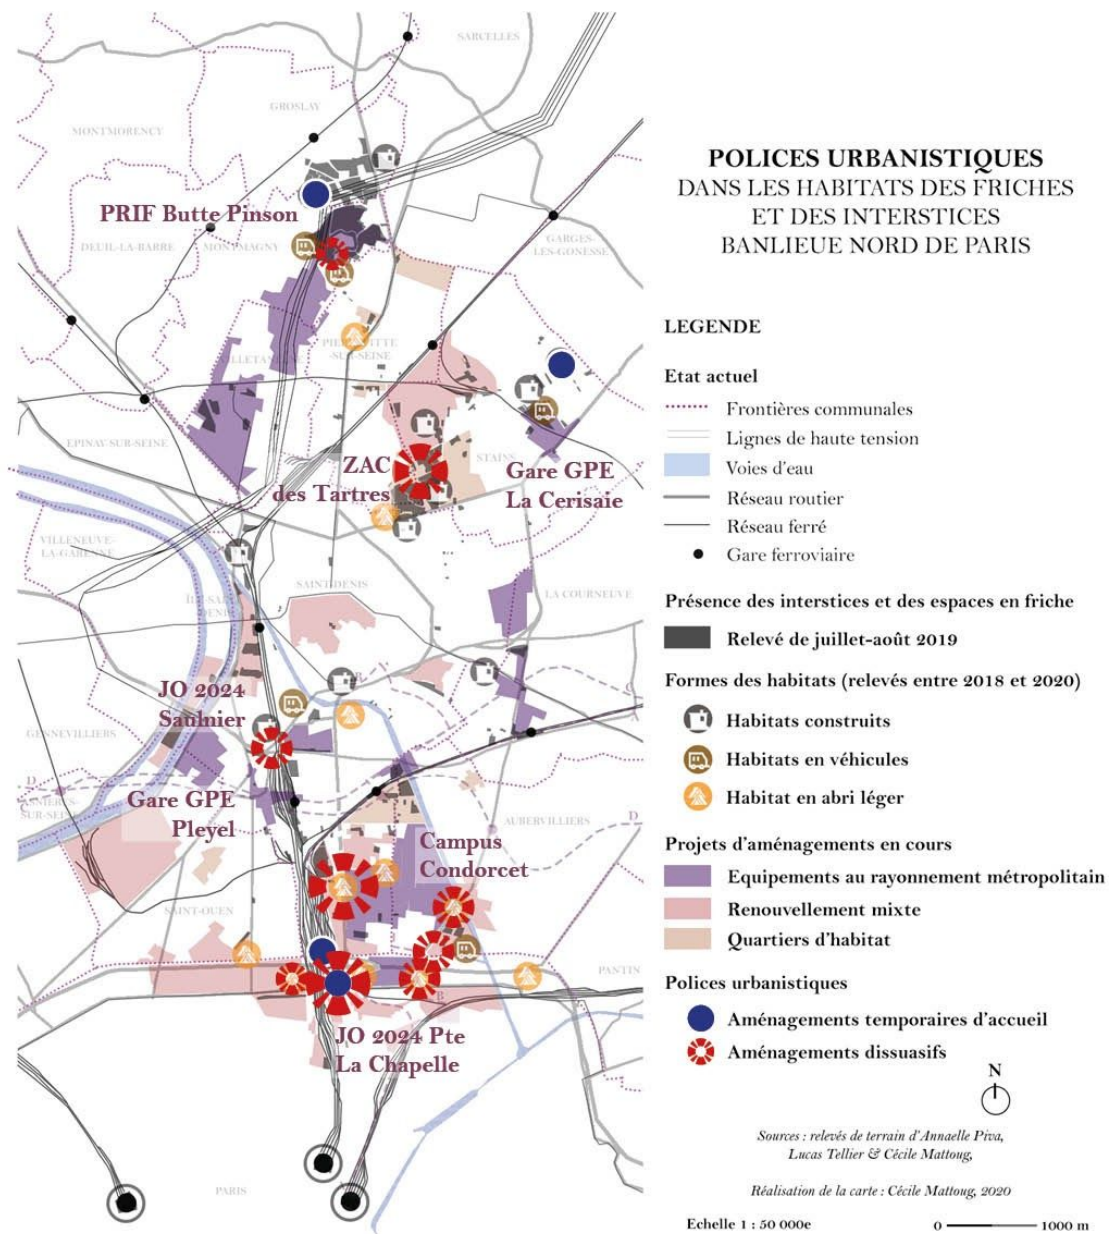 SARCELLES
GROSLAY
MONTMORENCY
PRIF Butte Pinson
DEUIL-LA-BARRE
MONTMAGNY
GARGES-
LES-GONESSE
PIERREFITTE
-SUR-SEINE
VILLETANEUSE
EPINAY-SUR-SEINE
ZAC
des Tartres
STAINS
Gare GPE
La Cerisaie
VILLENEUVE-
LA-GARENNE
SAINT-DENIS
LA COURNEUVE
JO 2024
Saulnier
GENNEVILLIERS
D
C
ASNIERES-
SUR-SEINE
Gare GPE
Pleyel
AUBERVILLIERS
D
Campus
Condorcet
SAINT-OUEN
PANTIN
B
JO 2024 Pte
La Chapelle
PARIS
POLICES URBANISTIQUES
DANS LES HABITATS DES FRICHES
ET DES INTERSTICES
BANLIEUE NORD DE PARIS
LEGENDE
Etat actuel
Frontières communales
Lignes de haute tension
Voies d'eau
Réseau routier
Réseau ferré
Gare ferroviaire
Présence des interstices et des espaces en friche
Relevé de juillet-août 2019
Formes des habitats (relevés entre 2018 et 2020)
Habitats construits
Habitats en véhicules
Habitat en abri léger
Projets d'aménagements en cours
Equipements au rayonnement métropolitain
Renouvellement mixte
Quartiers d'habitat
Polices urbanistiques
Aménagements temporaires d'accueil
Aménagements dissuasifs
N
Sources : relevés de terrain d'Annaelle Piva,
Lucas Tellier & Cécile Mattoug,
Réalisation de la carte : Cécile Mattoug, 2020
Echelle 1 : 50 000e
0 1000 m